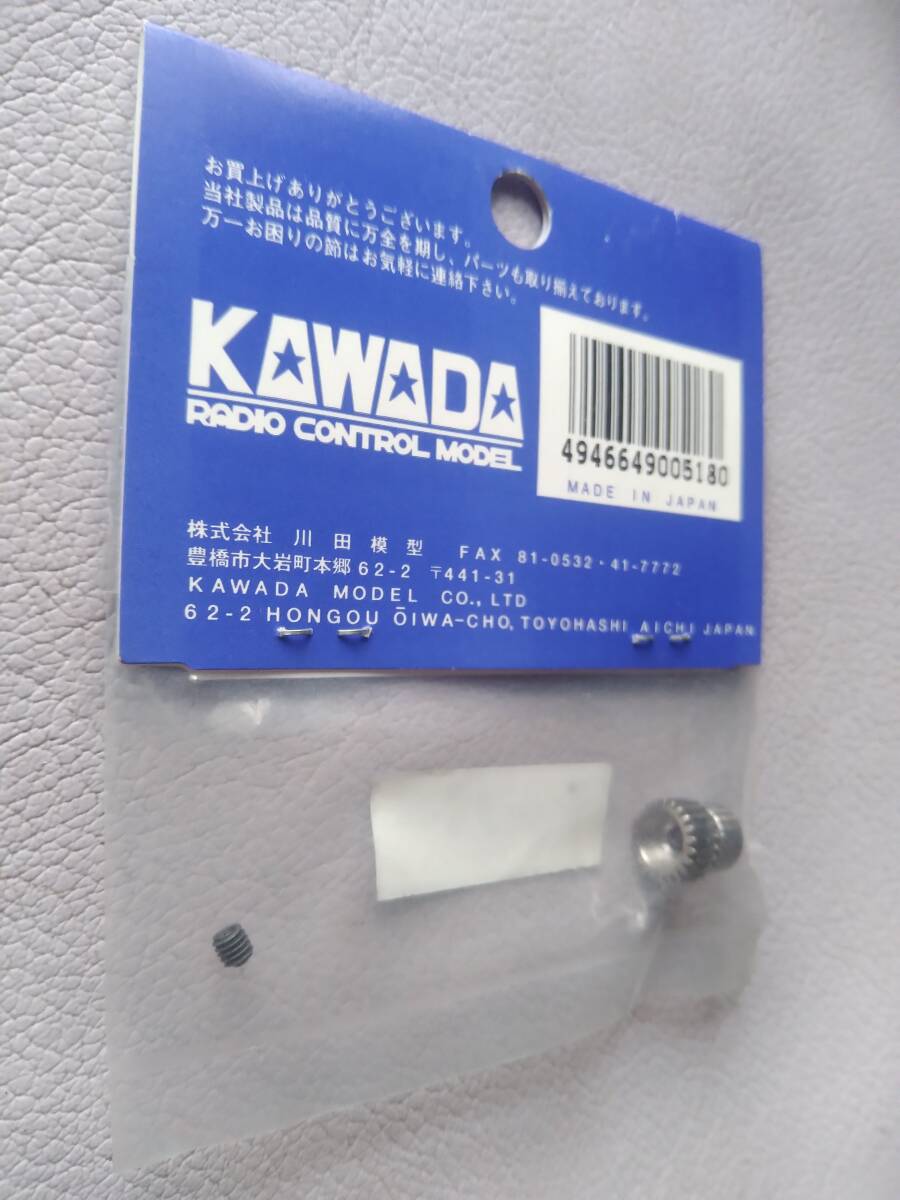 お買上げありがとうございます。
当社製品は品質に万全を期し、パーツも取り揃えております。
万一お困りの節はお気軽に連絡下さい。
KAWADA
RADIO CONTROL MODEL
4946649005180
MADE IN JAPAN
株式会社 川田模型 FAX 81-0532・41-7772
豊橋市大岩町本郷62-2 〒441-31
KAWADA MODEL CO., LTD
62-2 HONGOU ŌIWA-CHO, TOYOHASHI AICHI JAPAN